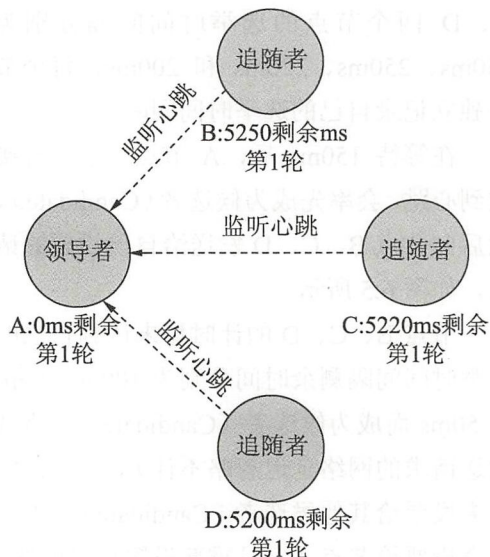 追随者
监听心跳
B:5250剩余ms
第1轮
领导者
监听心跳
追随者
A:0ms剩余
第1轮
C:5220ms剩余
第1轮
监听心跳
追随者
D:5200ms剩余
第1轮